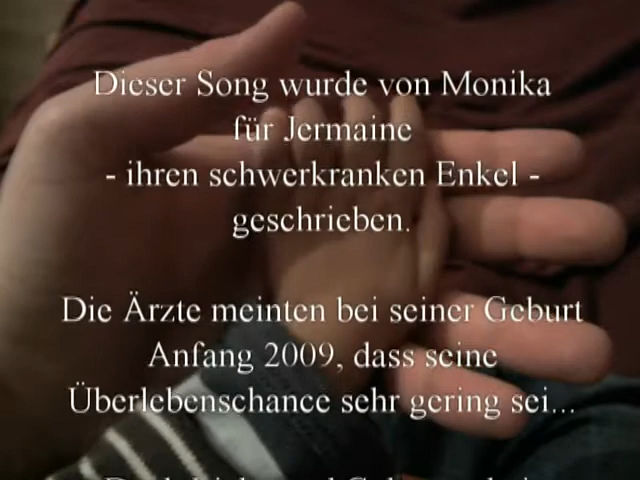 Dieser Song wurde von Monika
für Jermaine
- ihren schwerkranken Enkel -
geschrieben.
Die Ärzte meinten bei seiner Geburt
Anfang 2009, dass seine
Überlebenschance sehr gering sei...